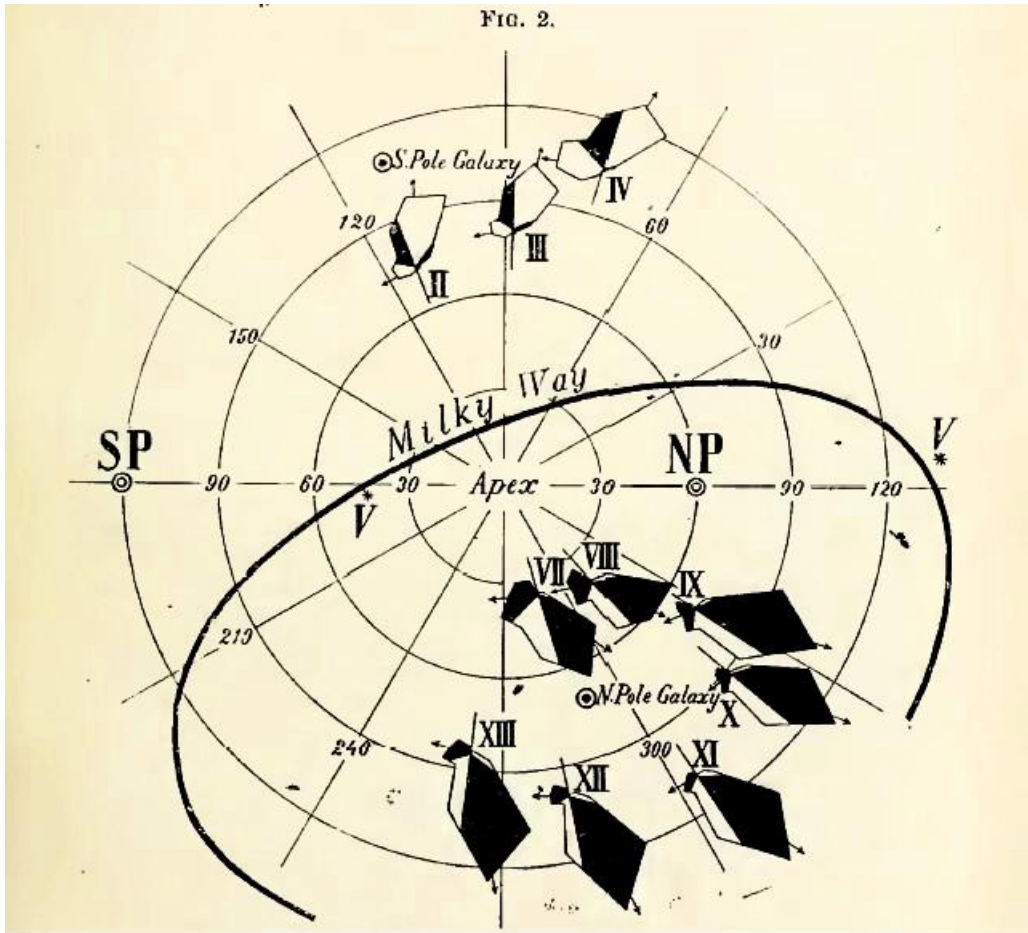 FIG. 2.
S. Pole Galaxy
IV
120
III
60
II
150
30
Milky Way
V
SP
NP
90
60
30
Apex
30
90
120
V
VIII
VII
IX
210
N. Pole Galaxy
X
XIII
240
300
XI
XII